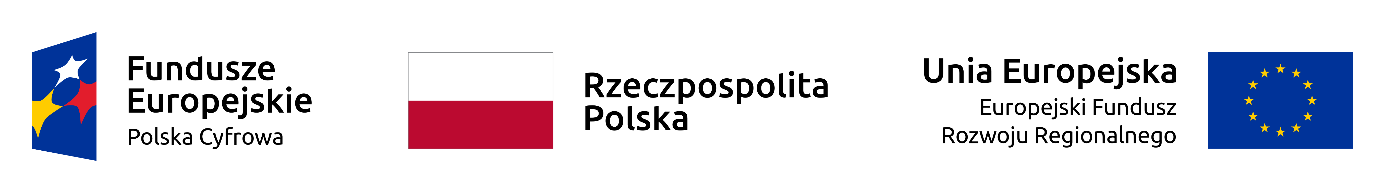 Fundusze
Europejskie
Polska Cyfrowa
Rzeczpospolita
Polska
Unia Europejska
Europejski Fundusz
Rozwoju Regionalnego